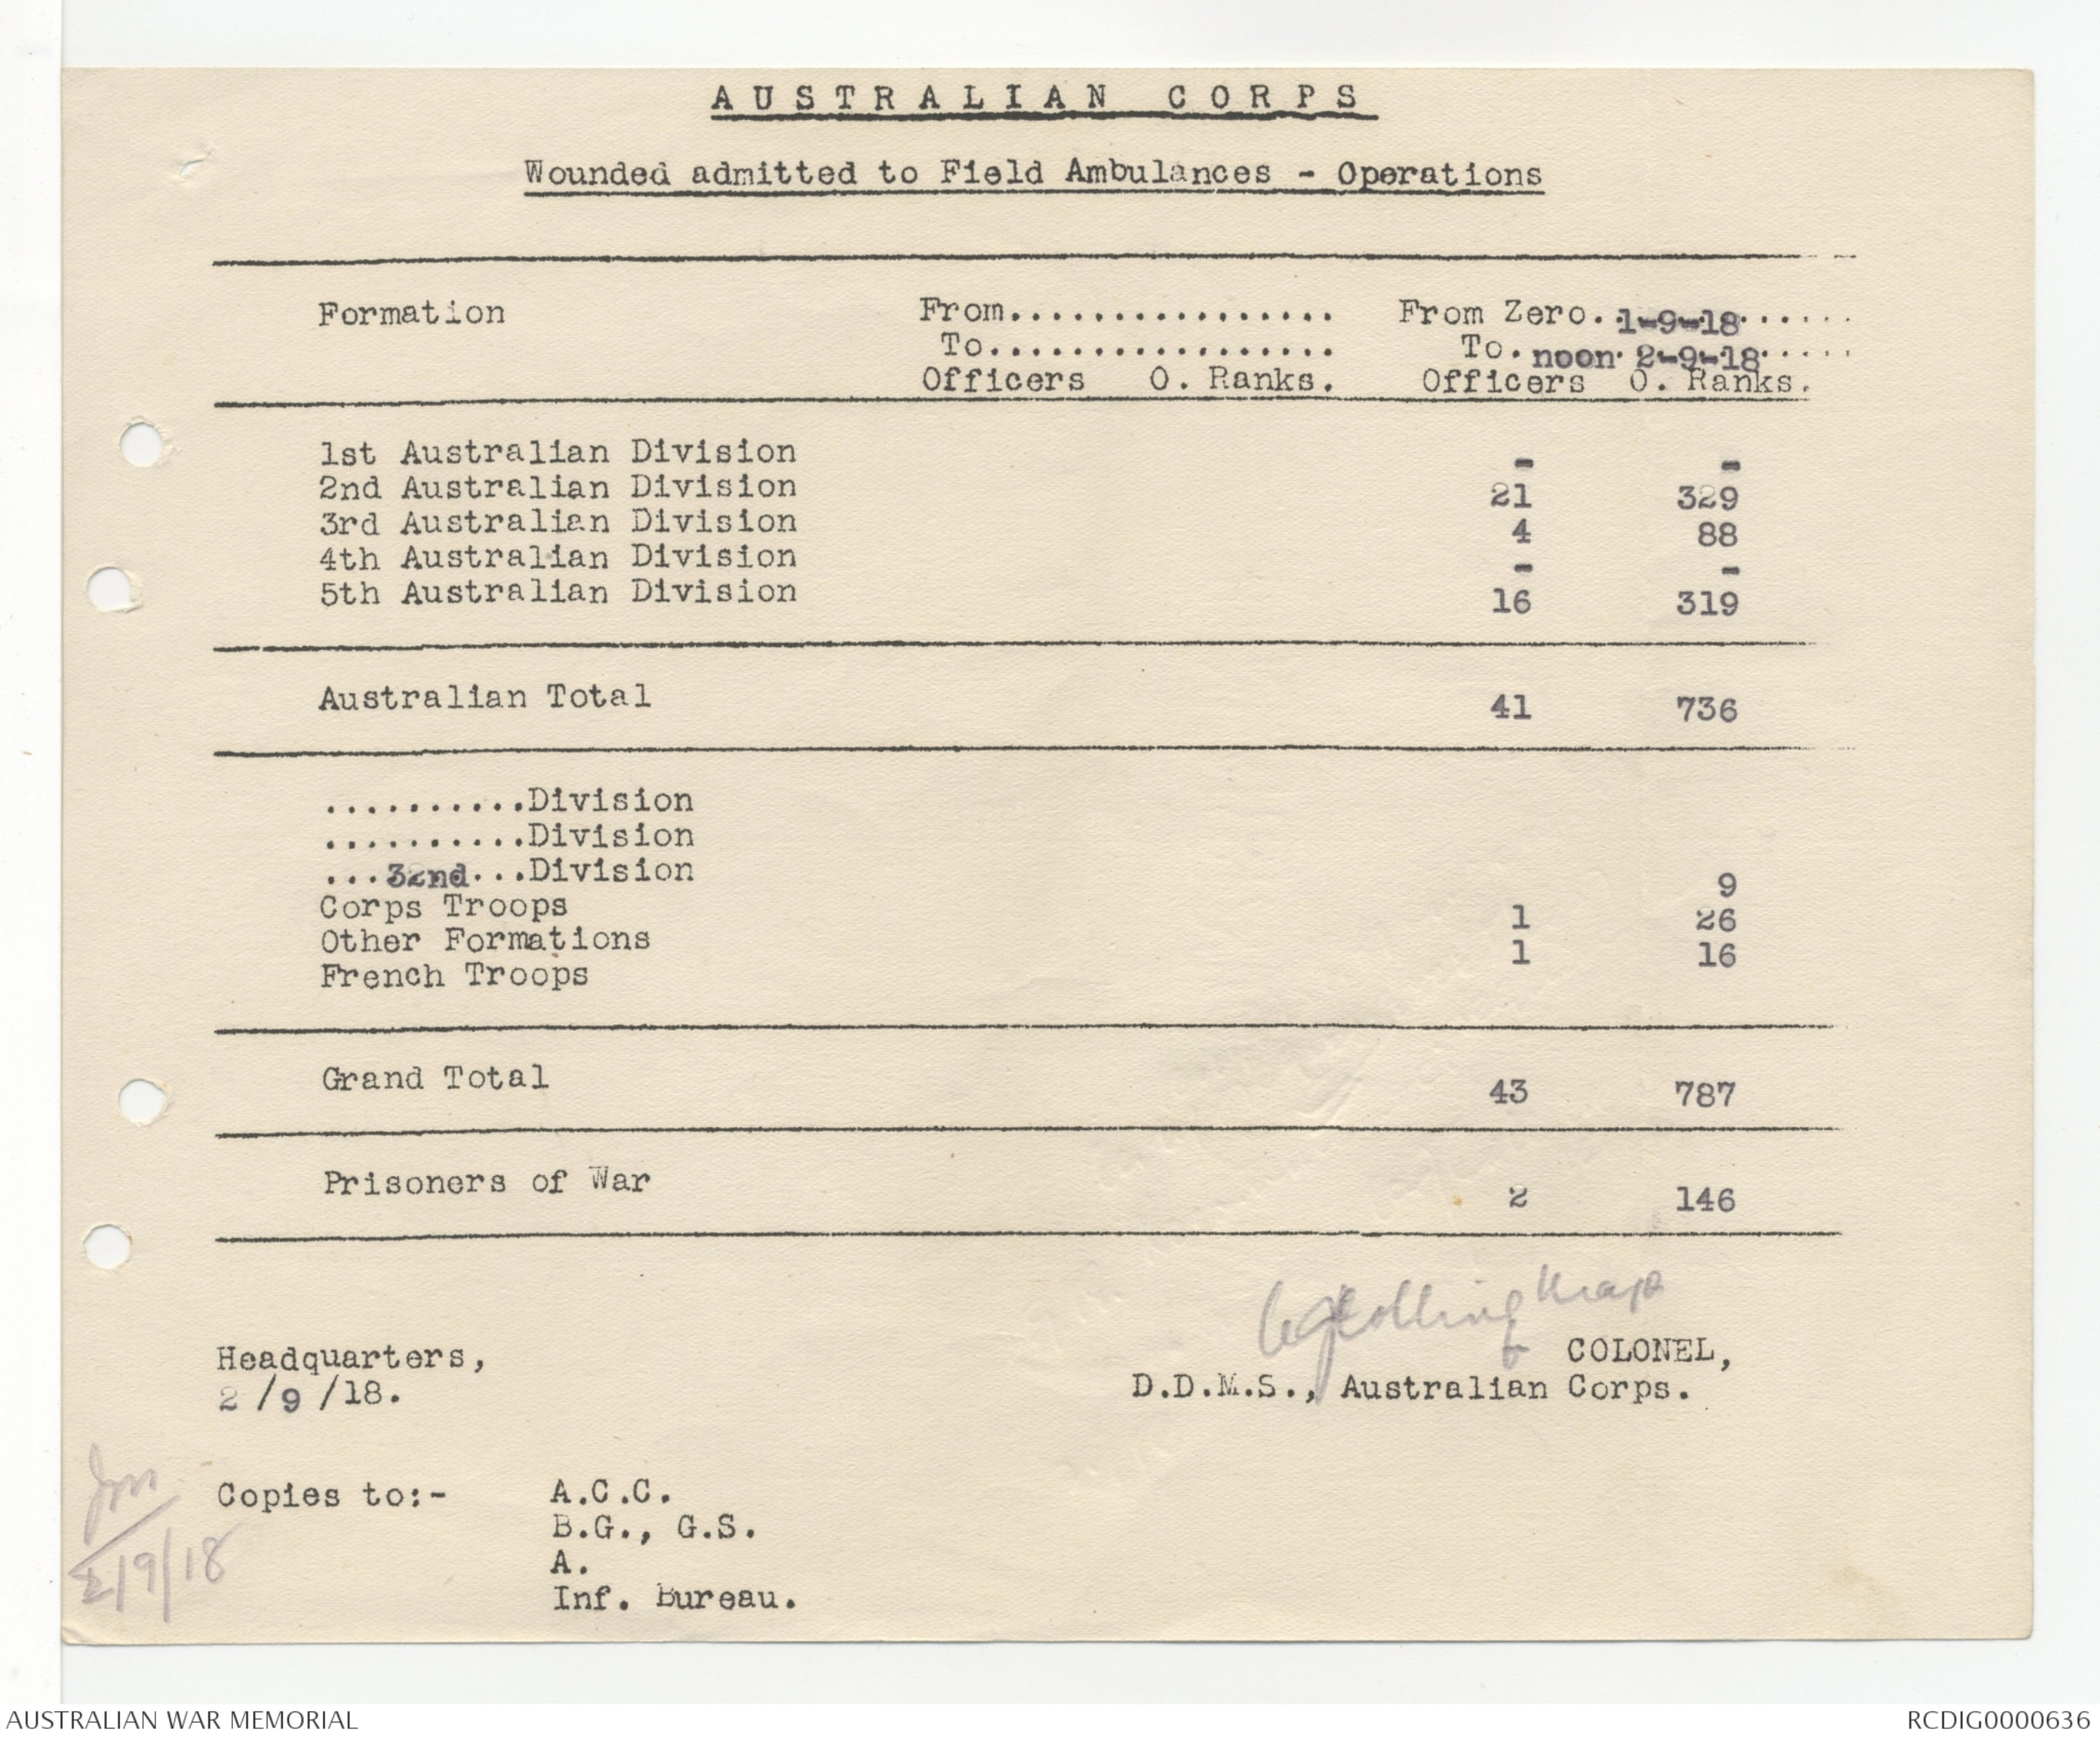 AUSTRALIAN CORPS
Wounded admitted to Field Ambulances - Operations
Formation From................ From Zero..1-9-18......
To................. To.noon 2-9-18.....
Officers O. Ranks. Officers O. Ranks.
1st Australian Division - -
2nd Australian Division 21 329
3rd Australian Division 4 88
4th Australian Division - -
5th Australian Division 16 319
Australian Total 41 736
..........Division
..........Division
...32nd...Division 9
Corps Troops 1 26
Other Formations 1 16
French Troops
Grand Total 43 787
Prisoners of War 2 146
Headquarters, COLONEL,
2/9/18. D.D.M.S., Australian Corps.
Copies to:- A.C.C.
B.G., G.S.
A.
Inf. Bureau.
2/9/18
AUSTRALIAN WAR MEMORIAL RCDIG0000636